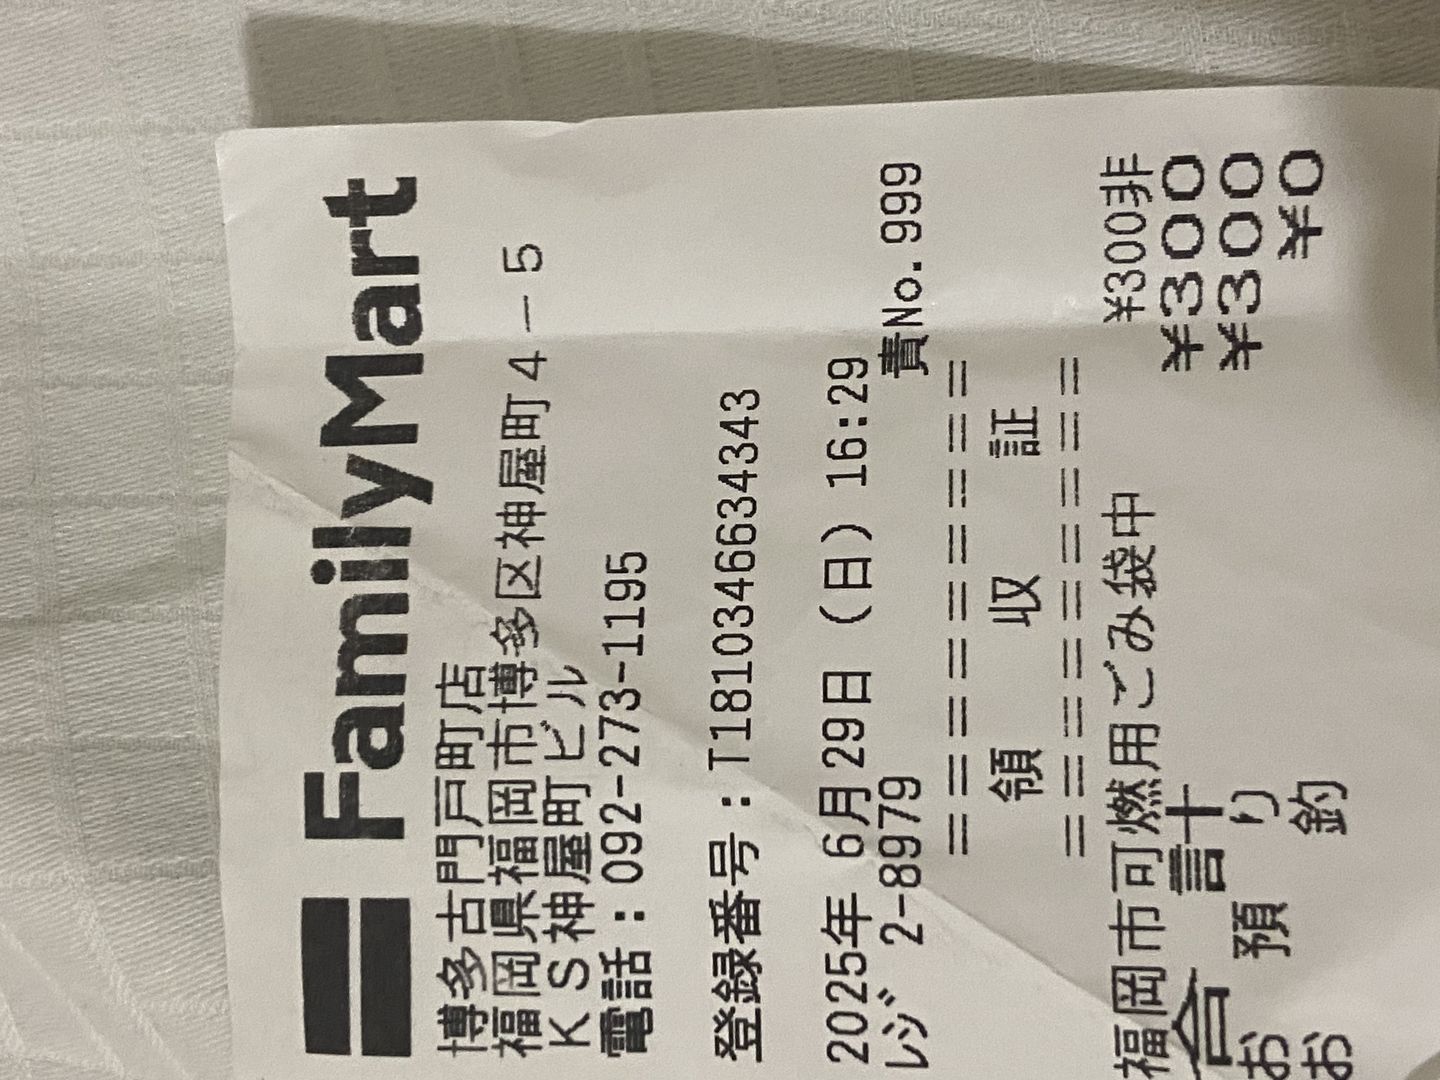 FamilyMart
博多古門戸町店
福岡県福岡市博多区神屋町4-5
KS神屋町ビル
電話:092-273-1195
登録番号:T1810346634343
2025年 6月29日(日)16:29
レジ 2-8979 責No.999
=========
領 収 証
=========
福岡市可燃用ごみ袋中 ¥300非
合 計 ¥300
お 預 り ¥300
お 釣 ¥0